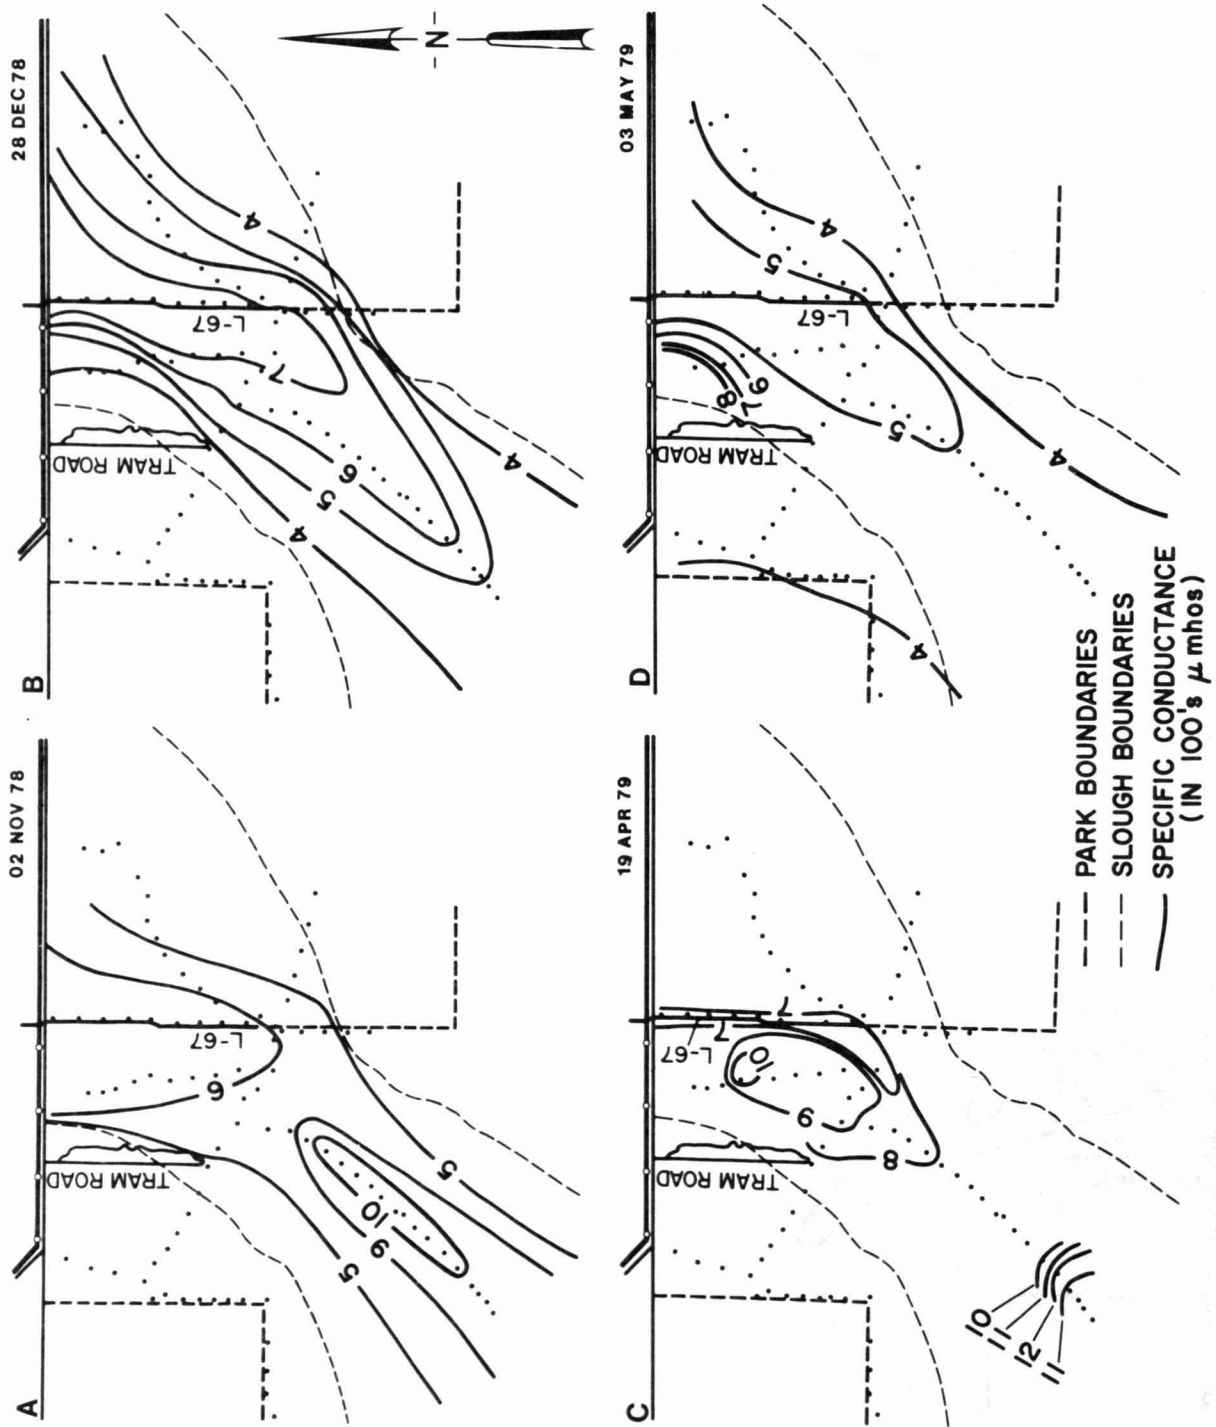 A
02 NOV 78
TRAM ROAD
L-67
6
5
9
10
5
B
28 DEC 78
TRAM ROAD
L-67
7
6
5
4
4
4
-N-
C
19 APR 79
TRAM ROAD
L-67
7
7
10
9
8
10
11
12
11
D
03 MAY 79
TRAM ROAD
L-67
8
7
6
5
5
4
4
4
PARK BOUNDARIES
SLOUGH BOUNDARIES
SPECIFIC CONDUCTANCE
(IN 100's µ mhos)